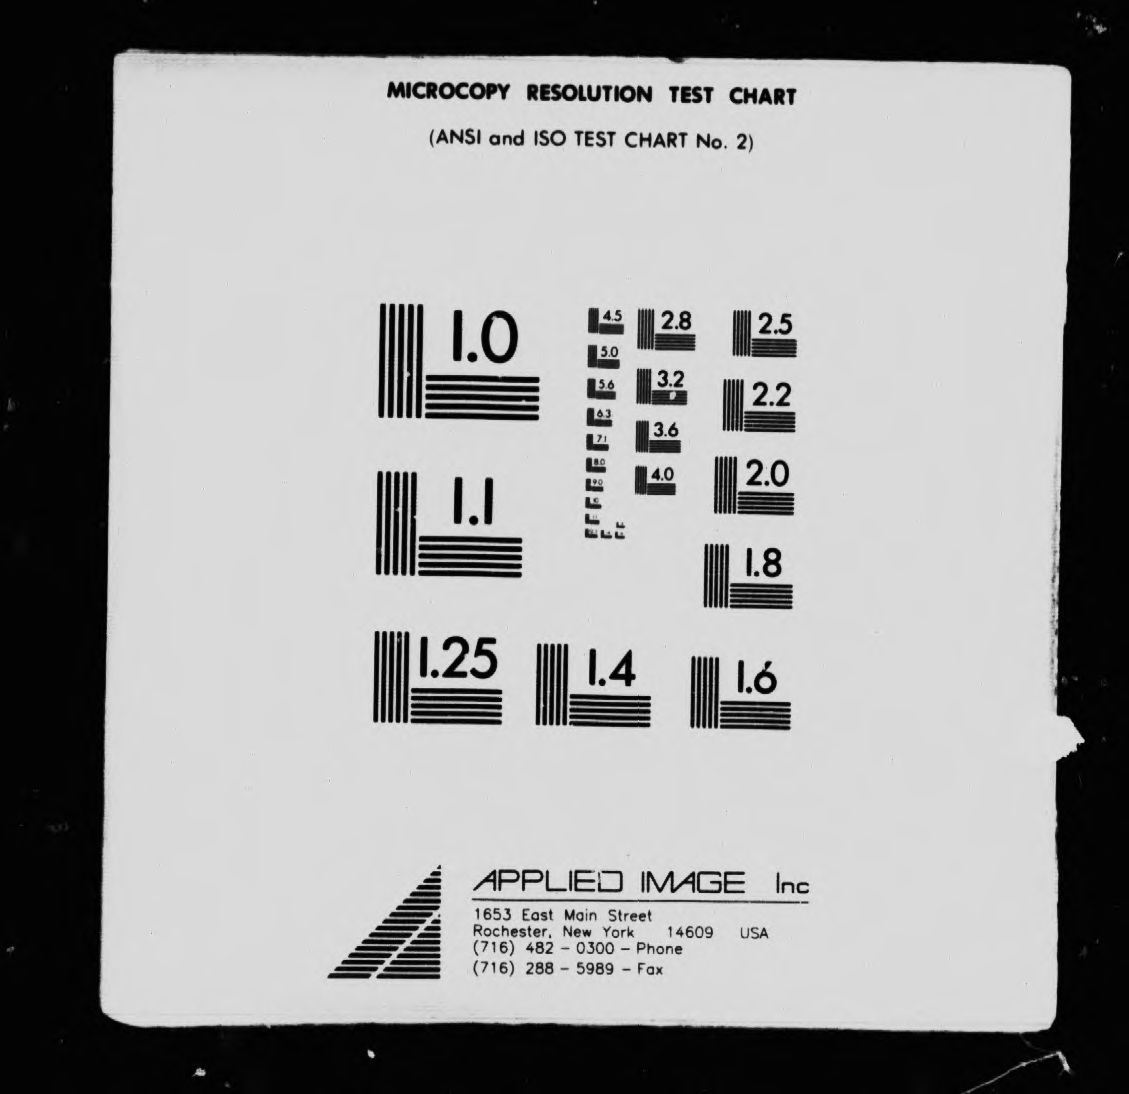 MICROCOPY RESOLUTION TEST CHART
(ANSI and ISO TEST CHART No. 2)
1.0
1.1
1.25
1.4
1.6
1.8
2.0
2.2
2.5
2.8
3.2
3.6
4.0
4.5
5.0
5.6
6.3
7.1
8.0
9.0
APPLIED IMAGE Inc
1653 East Main Street
Rochester, New York 14609 USA
(716) 482 - 0300 - Phone
(716) 288 - 5989 - Fax